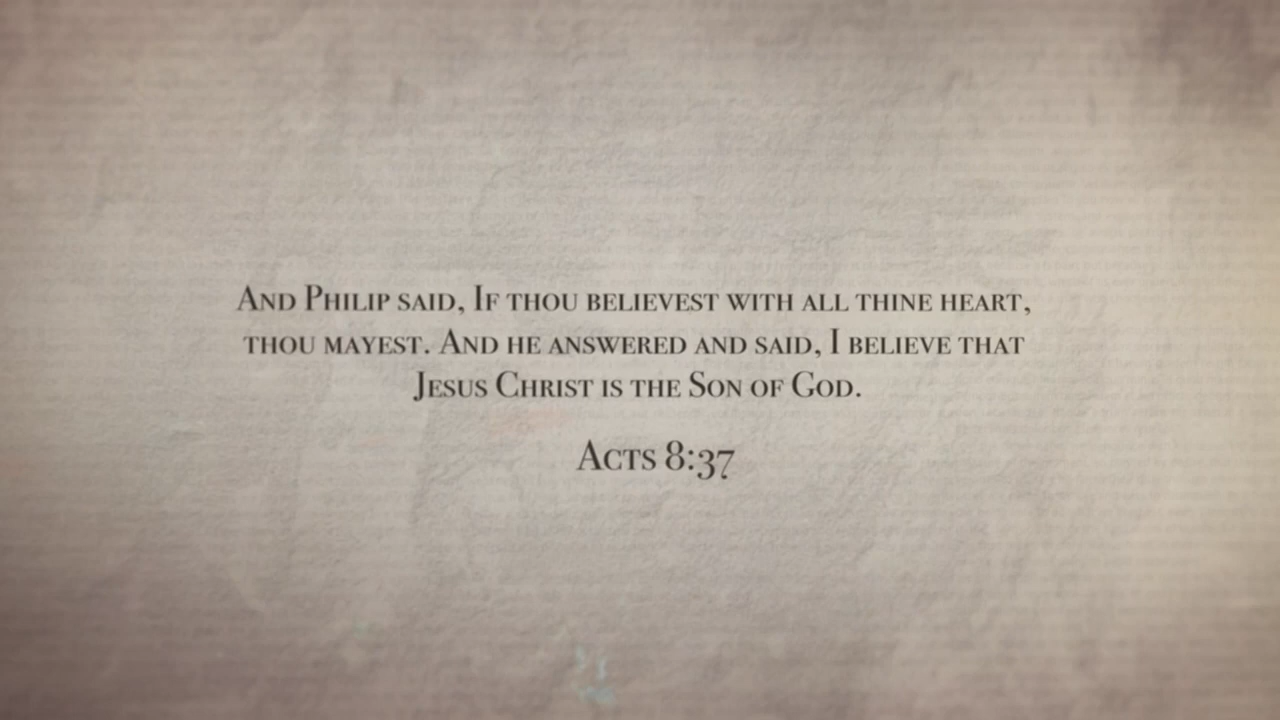 And Philip said, If thou believest with all thine heart,
thou mayest. And he answered and said, I believe that
Jesus Christ is the Son of God.
Acts 8:37